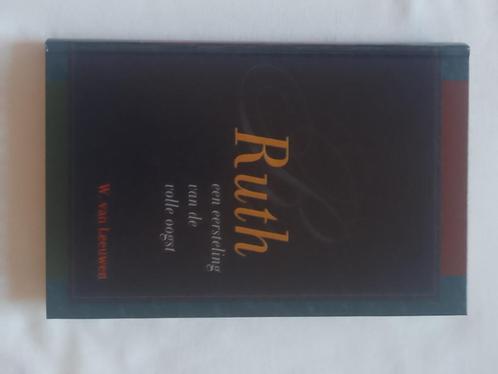 Ruth
een eersteling
van de
volle oogst
W. van Leeuwen